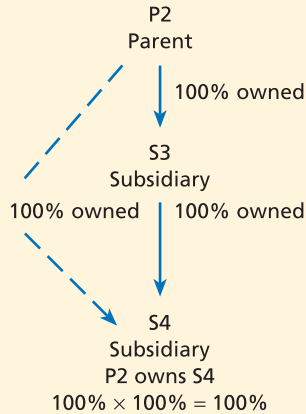 P2
Parent
100% owned
S3
Subsidiary
100% owned 100% owned
S4
Subsidiary
P2 owns S4
100% × 100% = 100%